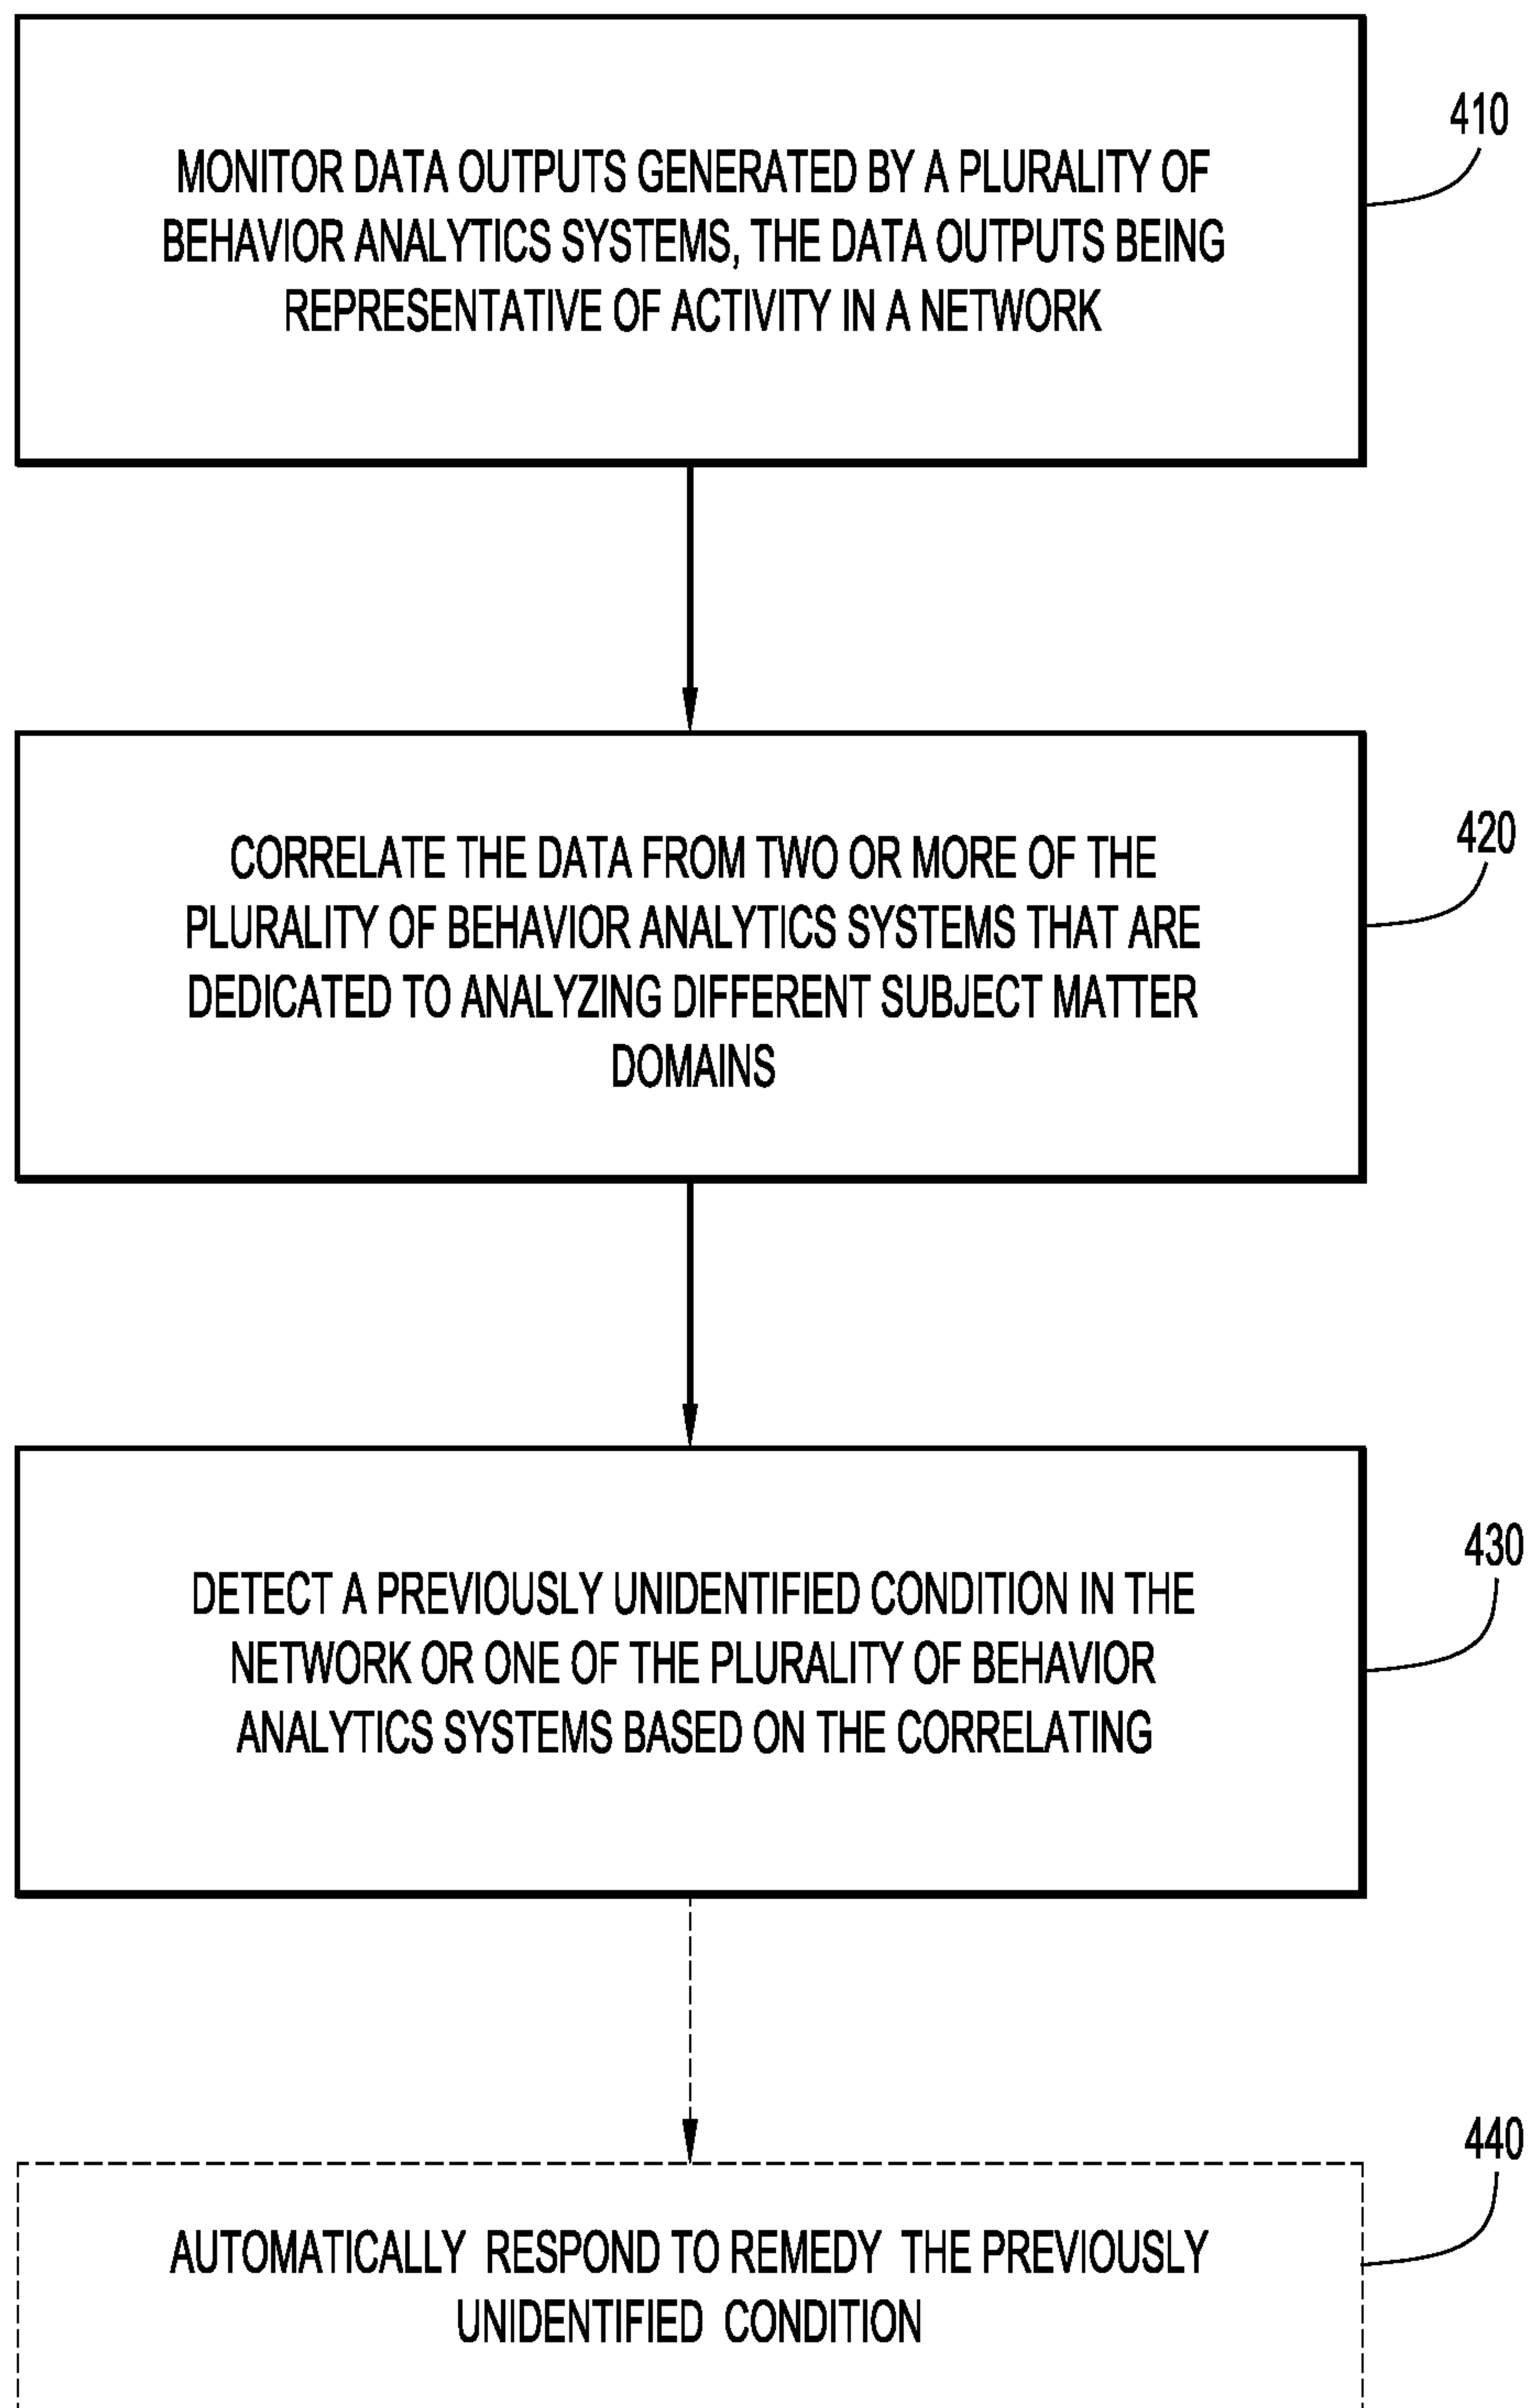 410
MONITOR DATA OUTPUTS GENERATED BY A PLURALITY OF
BEHAVIOR ANALYTICS SYSTEMS, THE DATA OUTPUTS BEING
REPRESENTATIVE OF ACTIVITY IN A NETWORK
420
CORRELATE THE DATA FROM TWO OR MORE OF THE
PLURALITY OF BEHAVIOR ANALYTICS SYSTEMS THAT ARE
DEDICATED TO ANALYZING DIFFERENT SUBJECT MATTER
DOMAINS
430
DETECT A PREVIOUSLY UNIDENTIFIED CONDITION IN THE
NETWORK OR ONE OF THE PLURALITY OF BEHAVIOR
ANALYTICS SYSTEMS BASED ON THE CORRELATING
440
AUTOMATICALLY RESPOND TO REMEDY THE PREVIOUSLY
UNIDENTIFIED CONDITION